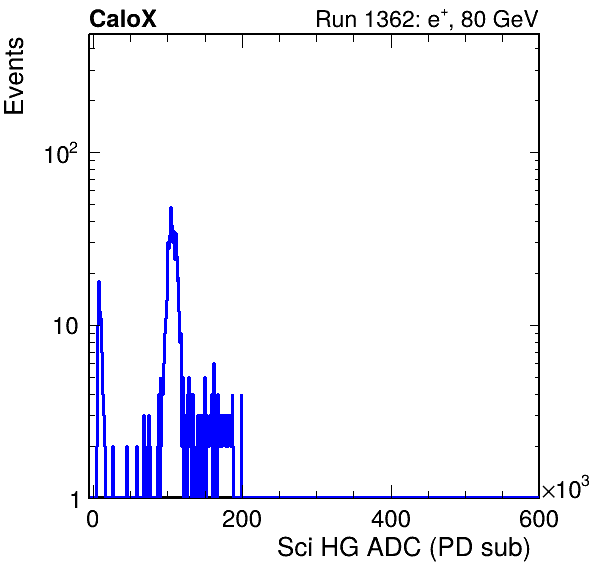 CaloX Run 1362: e⁺, 80 GeV
Events
10²
10
1
0 200 400 600
×10³
Sci HG ADC (PD sub)